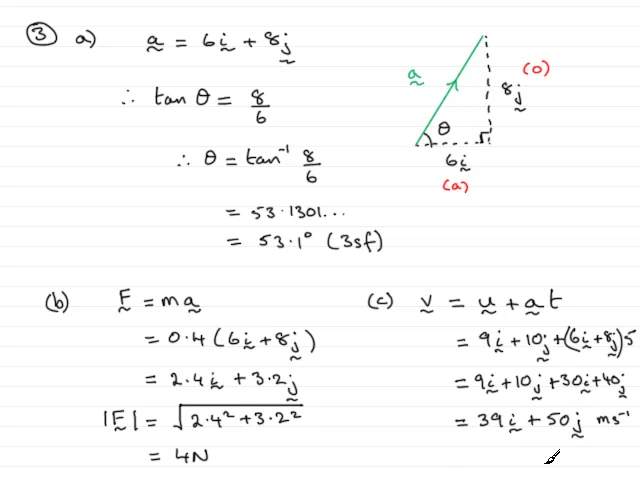 ③ a) a = 6i + 8j
∴ tan θ = 8/6
∴ θ = tan⁻¹ 8/6
= 53.1301...
= 53.1° (3sf)
a
θ
8j
(o)
6i
(a)
(b) F = ma
= 0.4 (6i + 8j)
= 2.4i + 3.2j
|F| = √(2.4² + 3.2²)
= 4N
(c) v = u + at
= 9i + 10j + (6i + 8j)5
= 9i + 10j + 30i + 40j
= 39i + 50j ms⁻¹